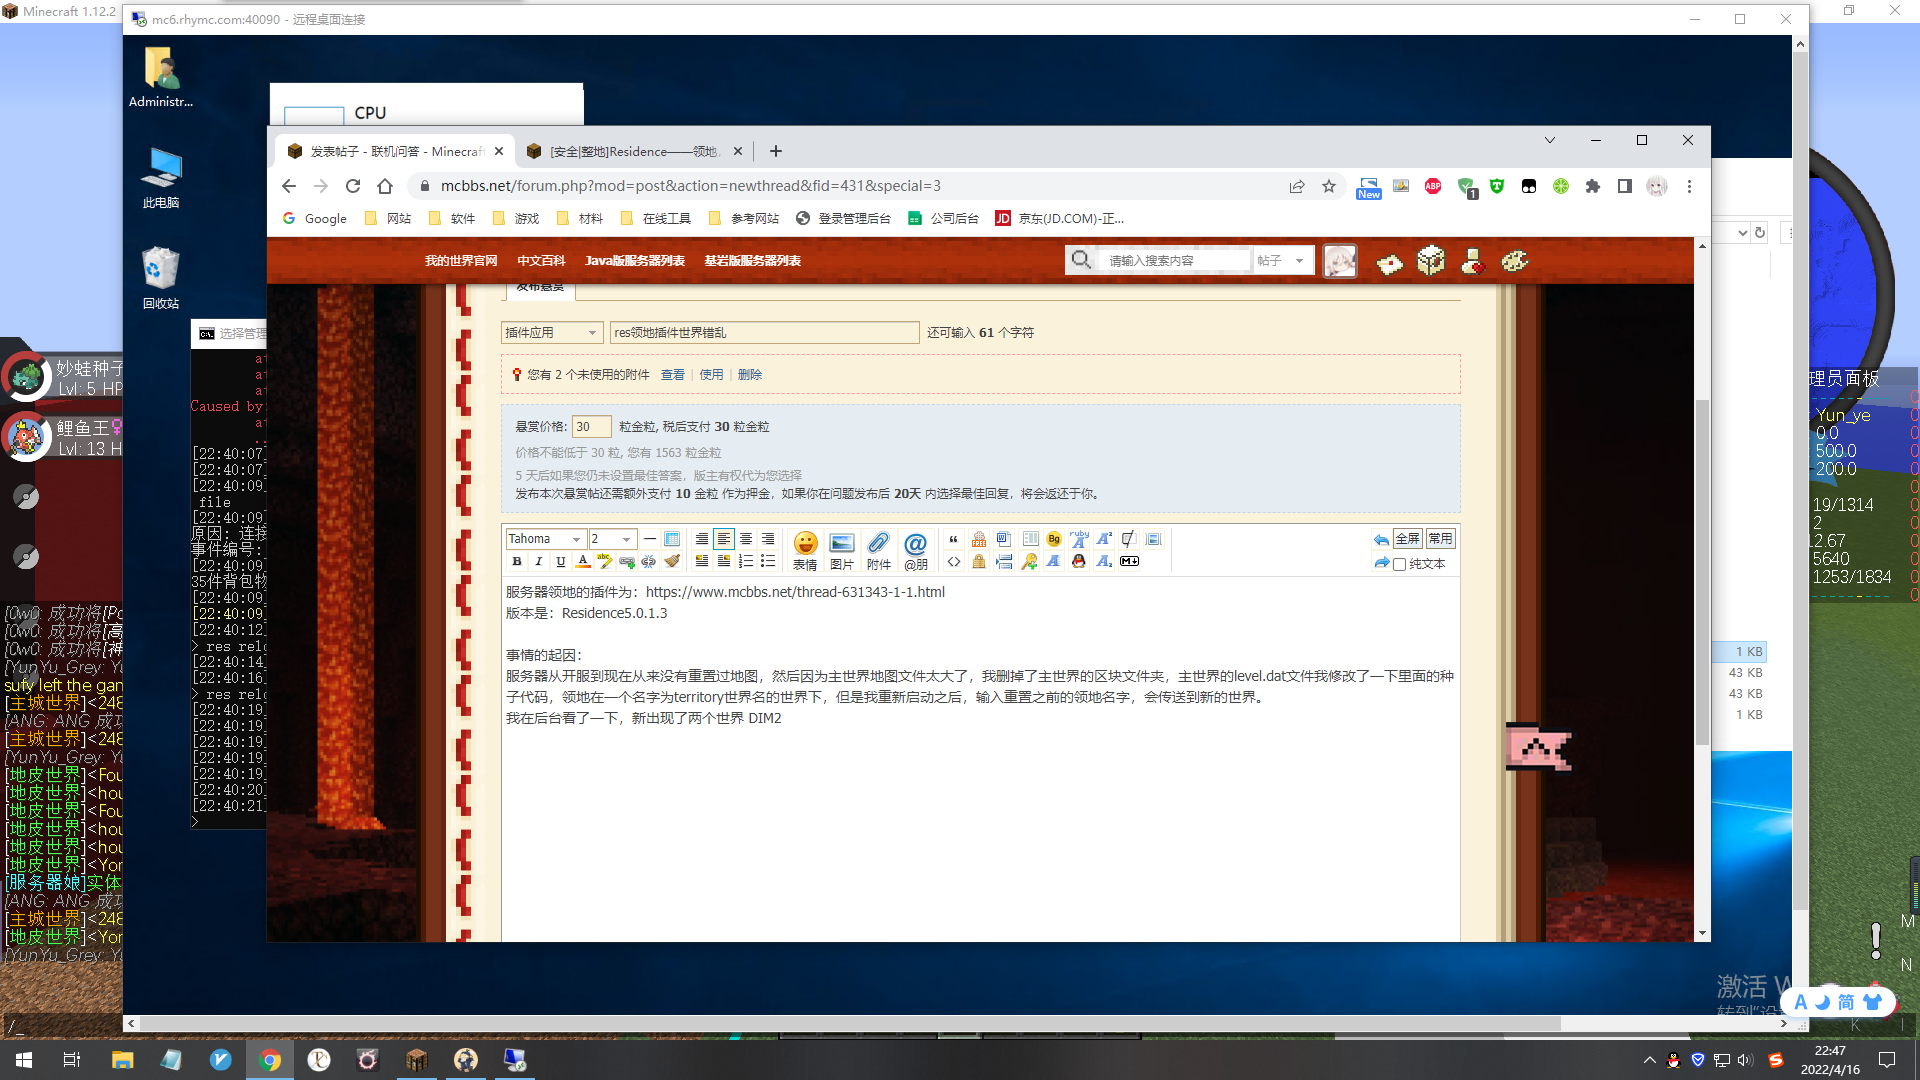 Minecraft 1.12.2
mc6.rhymc.com:40090 - 远程桌面连接
Administr...
此电脑
回收站
CPU
发表帖子 - 联机问答 - Minecraft
[安全|整地]Residence——领地
mcbbs.net/forum.php?mod=post&action=newthread&fid=431&special=3
New
ABP
1
Google
网站
软件
游戏
材料
在线工具
参考网站
登录管理后台
公司后台
JD
京东(JD.COM)-正...
我的世界官网
中文百科
Java版服务器列表
基岩版服务器列表
请输入搜索内容
帖子
发布悬赏
插件应用
res领地插件世界错乱
还可输入 61 个字符
您有 2 个未使用的附件 查看 | 使用 | 删除
悬赏价格: 30 粒金粒, 税后支付 30 粒金粒
价格不能低于 30 粒, 您有 1563 粒金粒
5 天后如果您仍未设置最佳答案，版主有权代为您选择
发布本次悬赏帖还需额外支付 10 金粒 作为押金，如果你在问题发布后 20天 内选择最佳回复，将会返还于你。
Tahoma
2
表情
图片
附件
@朋
全屏
常用
纯文本
服务器领地的插件为：https://www.mcbbs.net/thread-631343-1-1.html
版本是：Residence5.0.1.3
事情的起因：
服务器从开服到现在从来没有重置过地图，然后因为主世界地图文件太大了，我删掉了主世界的区块文件夹，主世界的level.dat文件我修改了一下里面的种
子代码，领地在一个名字为territory世界名的世界下，但是我重新启动之后，输入重置之前的领地名字，会传送到新的世界。
我在后台看了一下，新出现了两个世界 DIM2
选择管理
at
at
at
Caused by:
at
..
[22:40:07]
[22:40:07]
[22:40:09]
file
[22:40:09]
原因: 连接
事件编号:
[22:40:09]
35件背包物
[22:40:09]
[22:40:09]
[22:40:12]
> res relo
[22:40:14]
[22:40:16]
> res relo
[22:40:19]
[22:40:19]
[22:40:19]
[22:40:19]
[22:40:19]
[22:40:20]
[22:40:21]
>
妙蛙种子
Lvl: 5 HP
鲤鱼王♀
Lvl: 13 H
[OwO: 成功将[Po
[OwO: 成功将[高
[OwO: 成功将[神
[YunYu_Grey: Yu
sufy left the gam
[主城世界]<248
[ANG: ANG 成功
[主城世界]<248
[YunYu_Grey: Yu
[地皮世界]<Fou
[地皮世界]<hou
[地皮世界]<Fou
[地皮世界]<hou
[地皮世界]<hou
[地皮世界]<Yon
[服务器娘]实体
[ANG: ANG 成功
[主城世界]<248
[地皮世界]<Yon
[YunYu_Grey: Yu
/_
理员面板
Yun_ye
0.0
500.0
200.0
19/1314
2
12.67
5640
1253/1834
1 KB
43 KB
43 KB
1 KB
M
N
激活 W
转到"设
A
简
K
22:47
2022/4/16